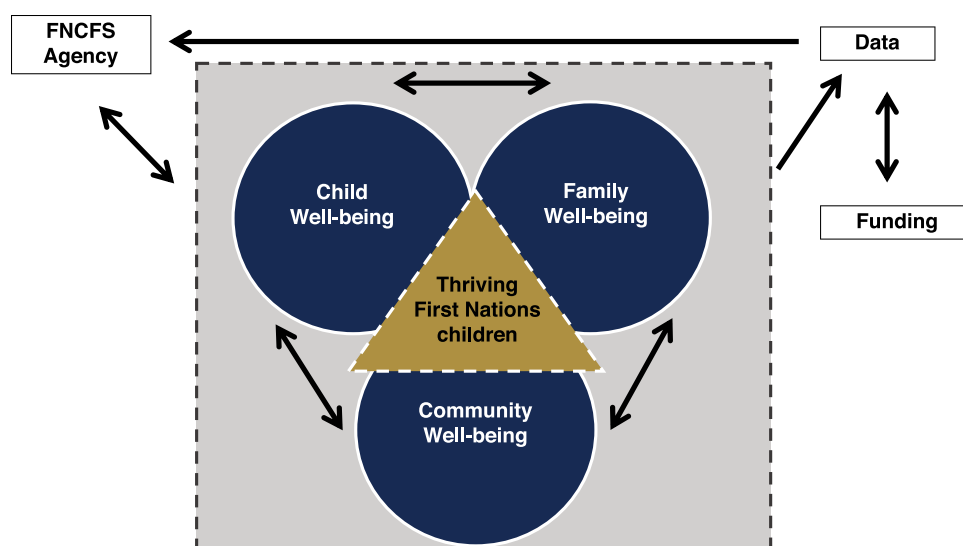 FNCFS
Agency
Data
Child
Well-being
Family
Well-being
Funding
Thriving
First Nations
children
Community
Well-being